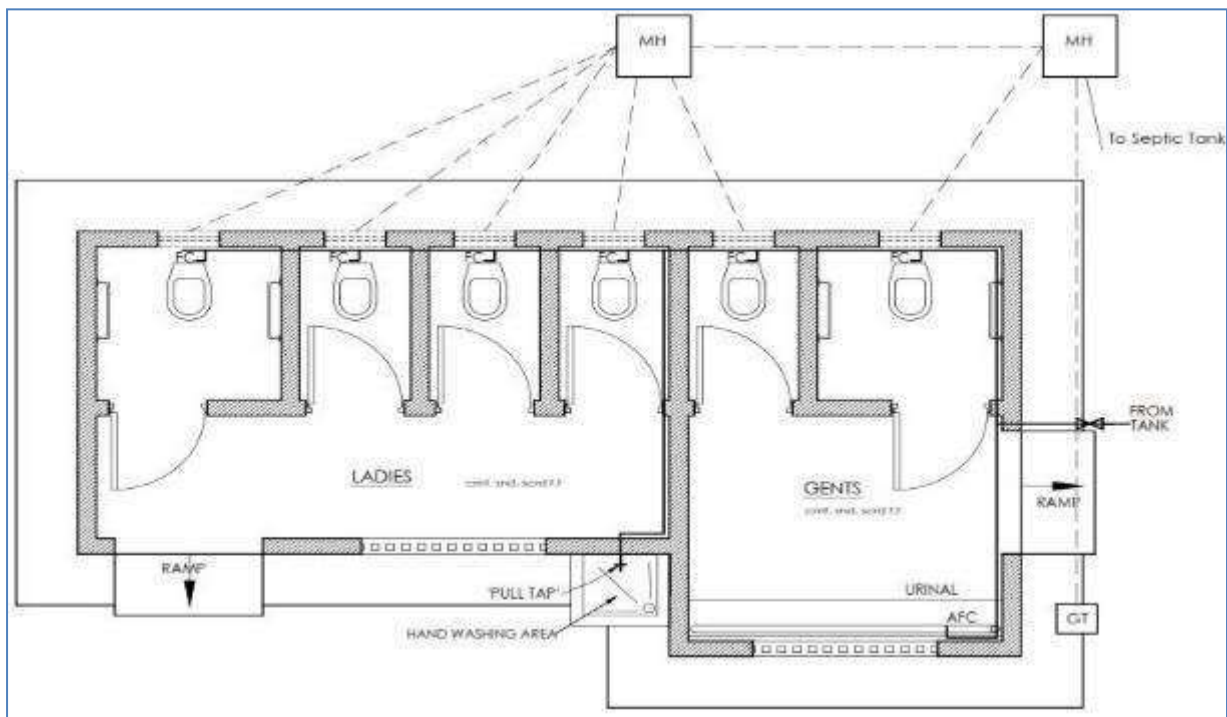 MH
MH
To Septic Tank
FC
FC
FC
FC
FC
FC
FROM
TANK
LADIES
GENTS
RAMP
RAMP
'PULL TAP'
URINAL
HAND WASHING AREA
AFC
GT